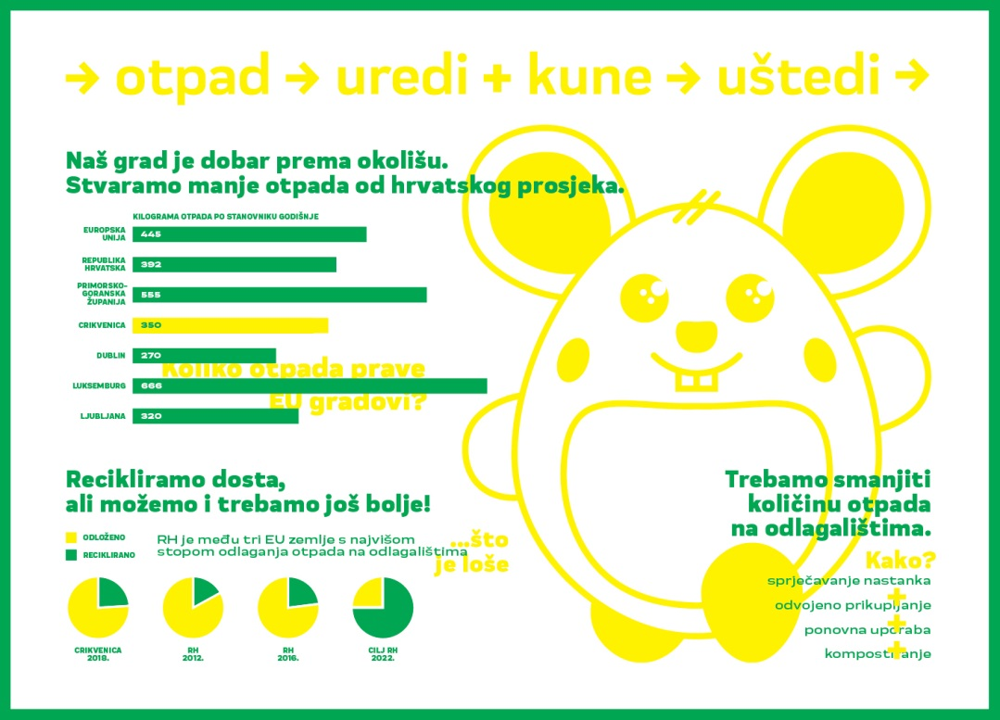 → otpad → uredi + kune → uštedi →
Naš grad je dobar prema okolišu.
Stvaramo manje otpada od hrvatskog prosjeka.
KILOGRAMA OTPADA PO STANOVNIKU GODIŠNJE
EUROPSKA
UNIJA
445
REPUBLIKA
HRVATSKA
392
PRIMORSKO-
GORANSKA
ŽUPANIJA
555
CRIKVENICA
350
DUBLIN
270
Koliko otpada prave
LUKSEMBURG
666
EU gradovi?
LJUBLJANA
320
Recikliramo dosta,
ali možemo i trebamo još bolje!
ODLOŽENO
RECIKLIRANO
RH je među tri EU zemlje s najvišom
stopom odlaganja otpada na odlagalištima
...što
je loše
CRIKVENICA
2018.
RH
2012.
RH
2016.
CILJ RH
2022.
Trebamo smanjiti
količinu otpada
na odlagalištima.
Kako?
sprječavanje nastanka
+
odvojeno prikupljanje
+
ponovna uporaba
+
kompostiranje